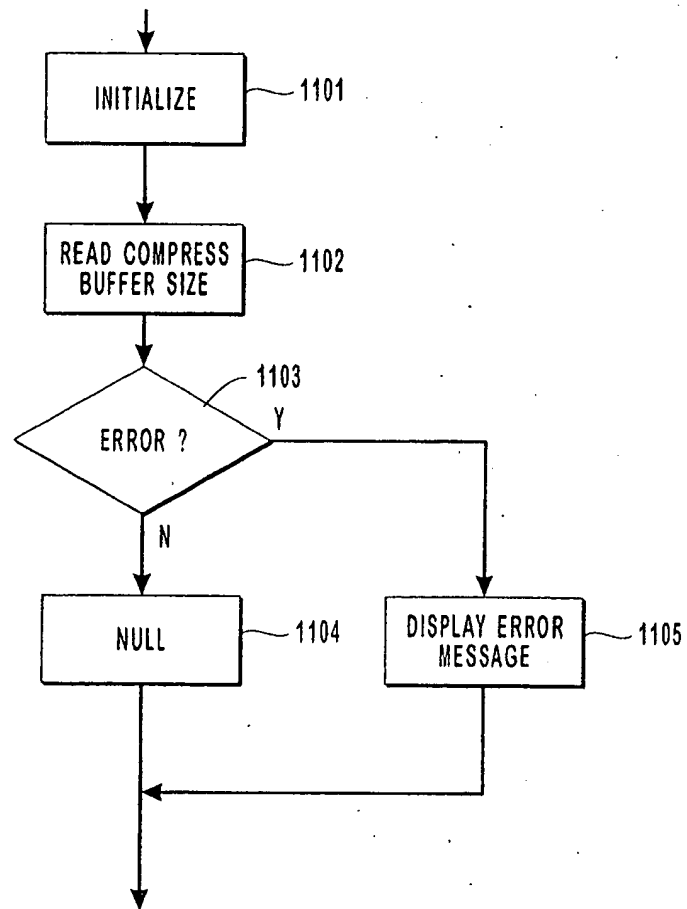 INITIALIZE
1101
READ COMPRESS
BUFFER SIZE
1102
1103
ERROR ?
Y
N
NULL
1104
DISPLAY ERROR
MESSAGE
1105